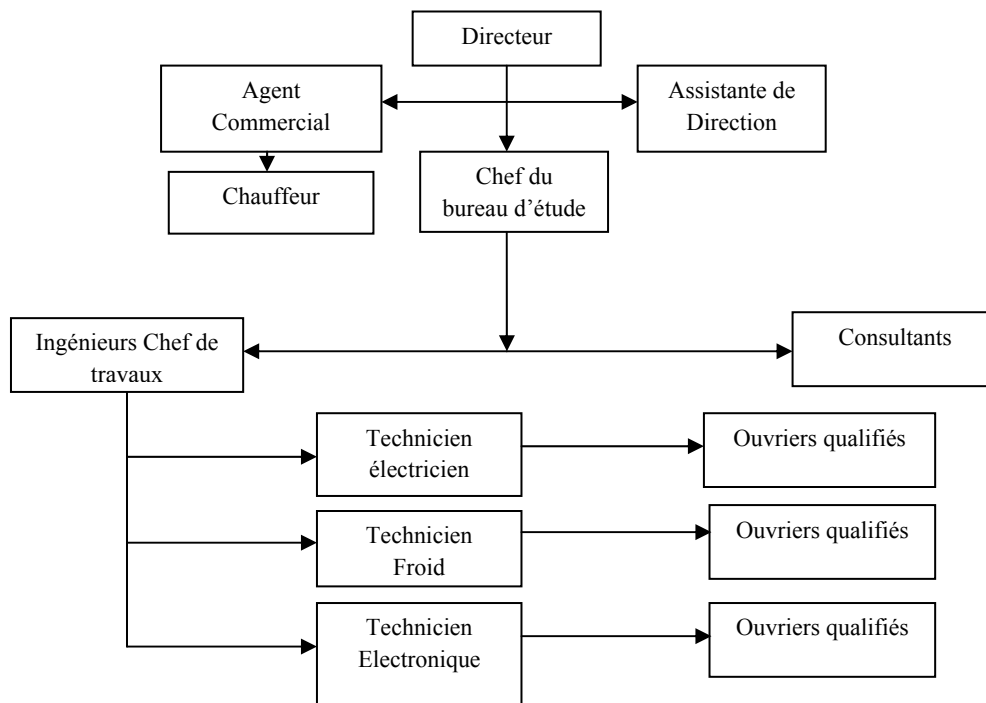 Directeur
Agent
Commercial
Assistante de
Direction
Chauffeur
Chef du
bureau d’étude
Ingénieurs Chef de
travaux
Consultants
Technicien
électricien
Ouvriers qualifiés
Technicien
Froid
Ouvriers qualifiés
Technicien
Electronique
Ouvriers qualifiés